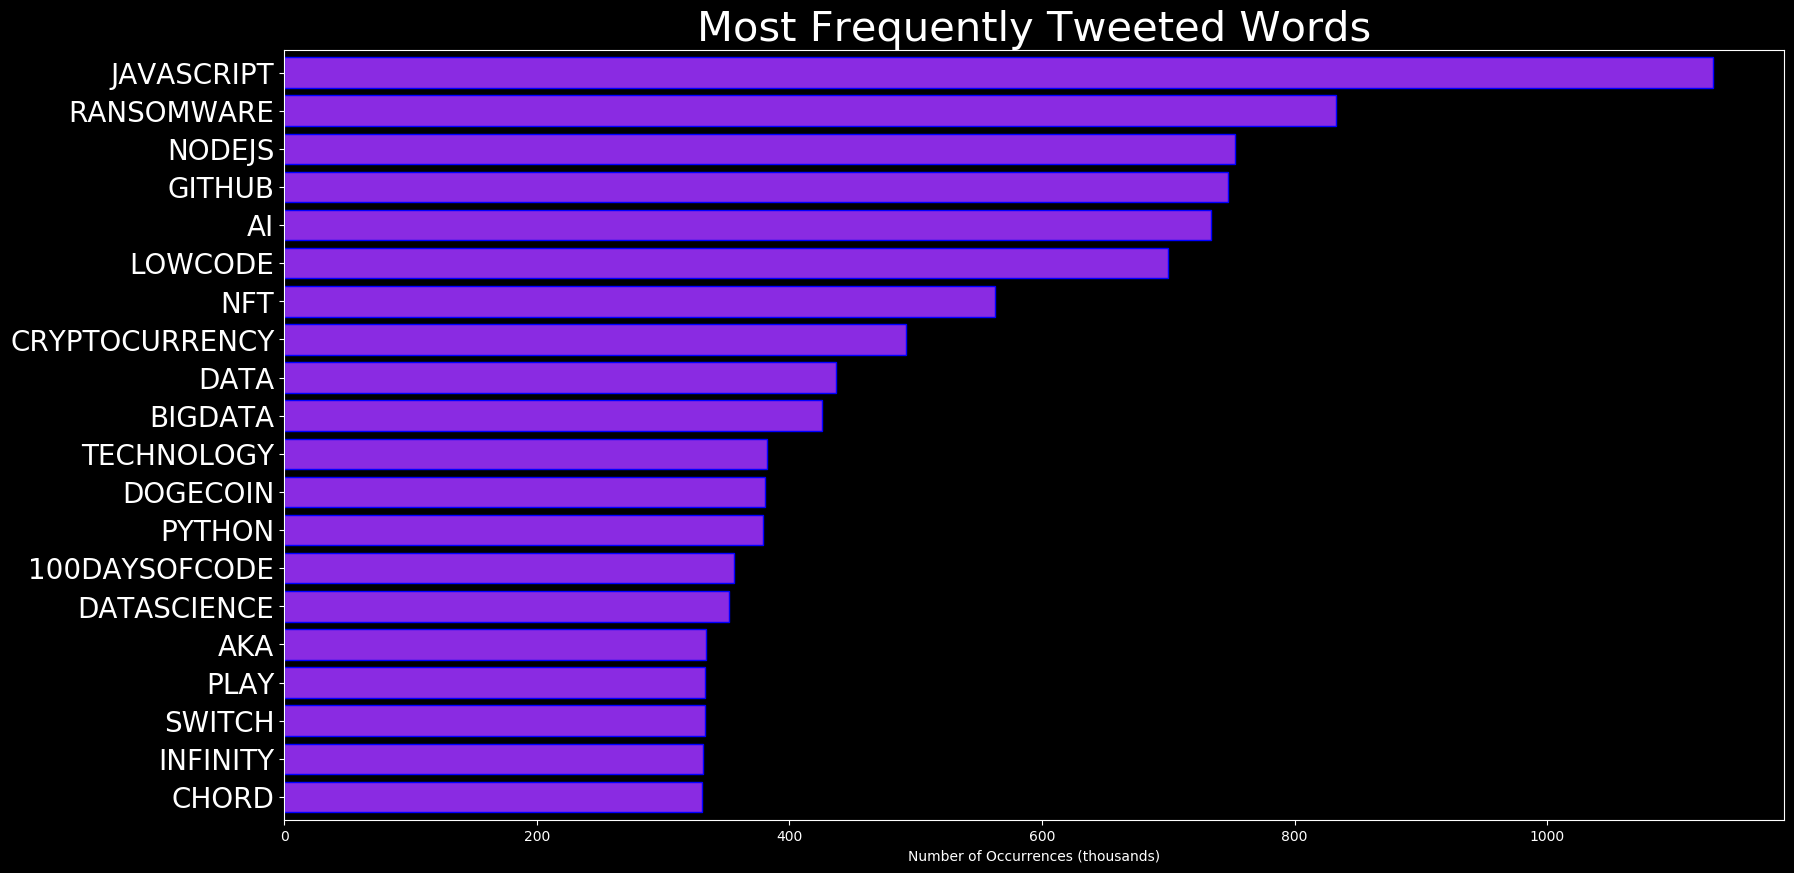 Most Frequently Tweeted Words
JAVASCRIPT
RANSOMWARE
NODEJS
GITHUB
AI
LOWCODE
NFT
CRYPTOCURRENCY
DATA
BIGDATA
TECHNOLOGY
DOGECOIN
PYTHON
100DAYSOFCODE
DATASCIENCE
AKA
PLAY
SWITCH
INFINITY
CHORD
0 200 400 600 800 1000
Number of Occurrences (thousands)